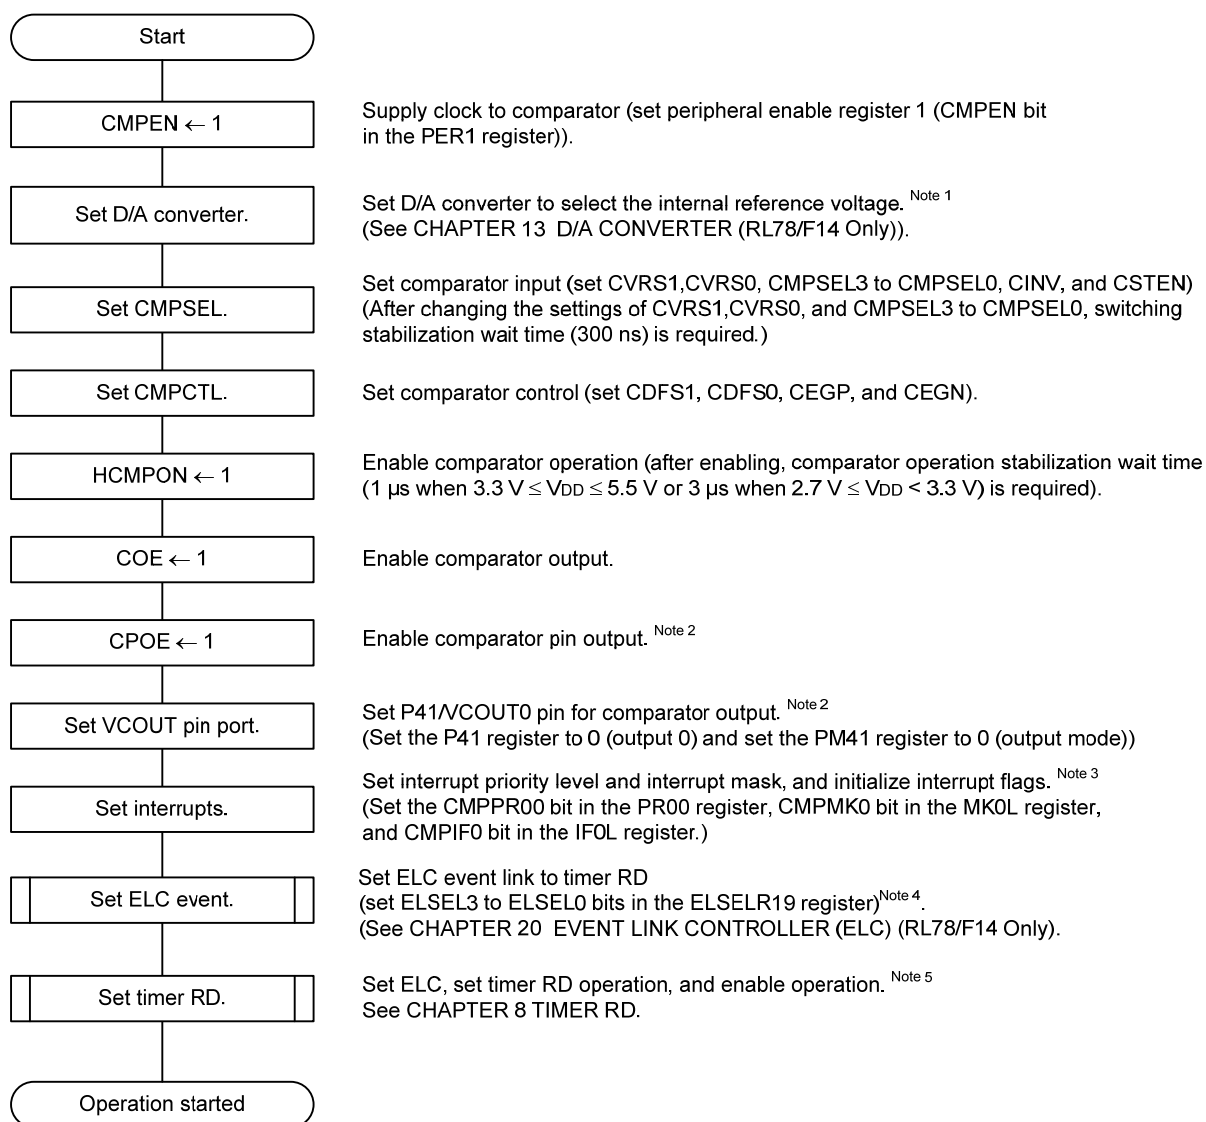 Start
CMPEN ← 1
Supply clock to comparator (set peripheral enable register 1 (CMPEN bit
in the PER1 register)).
Set D/A converter.
Set D/A converter to select the internal reference voltage. Note 1
(See CHAPTER 13 D/A CONVERTER (RL78/F14 Only)).
Set CMPSEL.
Set comparator input (set CVRS1,CVRS0, CMPSEL3 to CMPSEL0, CINV, and CSTEN)
(After changing the settings of CVRS1,CVRS0, and CMPSEL3 to CMPSEL0, switching
stabilization wait time (300 ns) is required.)
Set CMPCTL.
Set comparator control (set CDFS1, CDFS0, CEGP, and CEGN).
HCMPON ← 1
Enable comparator operation (after enabling, comparator operation stabilization wait time
(1 µs when 3.3 V ≤ VDD ≤ 5.5 V or 3 µs when 2.7 V ≤ VDD < 3.3 V) is required).
COE ← 1
Enable comparator output.
CPOE ← 1
Enable comparator pin output. Note 2
Set VCOUT pin port.
Set P41/VCOUT0 pin for comparator output. Note 2
(Set the P41 register to 0 (output 0) and set the PM41 register to 0 (output mode))
Set interrupts.
Set interrupt priority level and interrupt mask, and initialize interrupt flags. Note 3
(Set the CMPPR00 bit in the PR00 register, CMPMK0 bit in the MK0L register,
and CMPIF0 bit in the IF0L register.)
Set ELC event.
Set ELC event link to timer RD
(set ELSEL3 to ELSEL0 bits in the ELSELR19 register)Note 4.
(See CHAPTER 20 EVENT LINK CONTROLLER (ELC) (RL78/F14 Only).
Set timer RD.
Set ELC, set timer RD operation, and enable operation. Note 5
See CHAPTER 8 TIMER RD.
Operation started